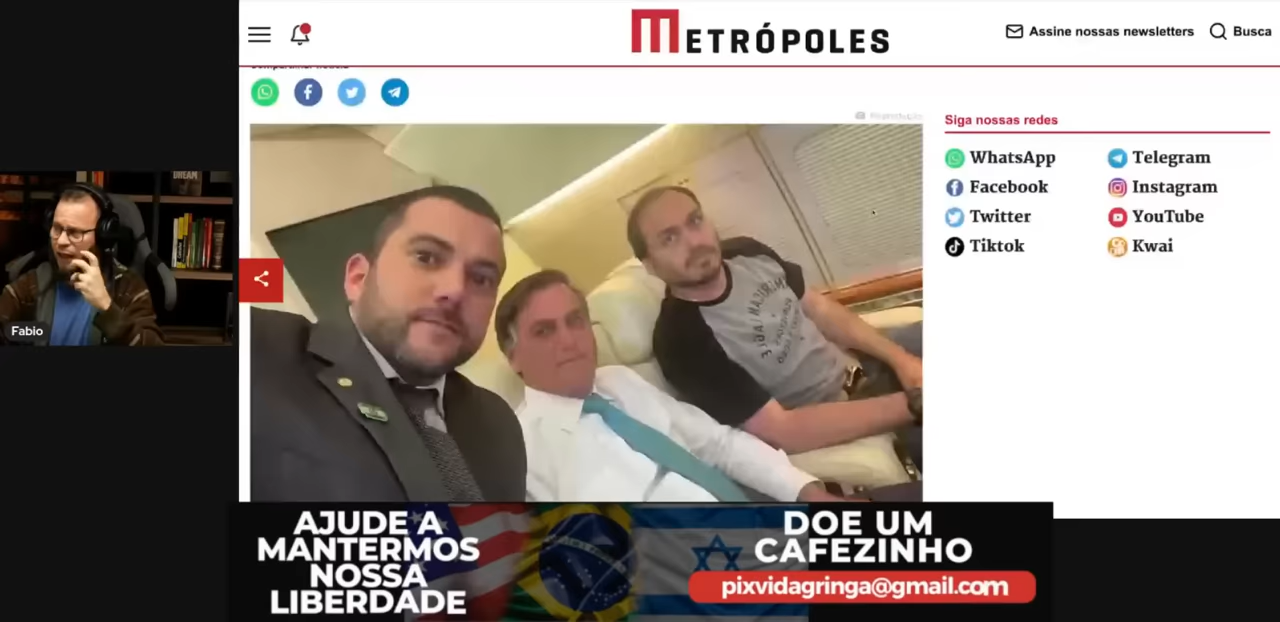 METRÓPOLES
Assine nossas newsletters
Busca
Siga nossas redes
WhatsApp
Telegram
Facebook
Instagram
Twitter
YouTube
Tiktok
Kwai
DREAM
Fabio
AJUDE A
MANTERMOS
NOSSA
LIBERDADE
DOE UM
CAFEZINHO
pixvidagringa@gmail.com